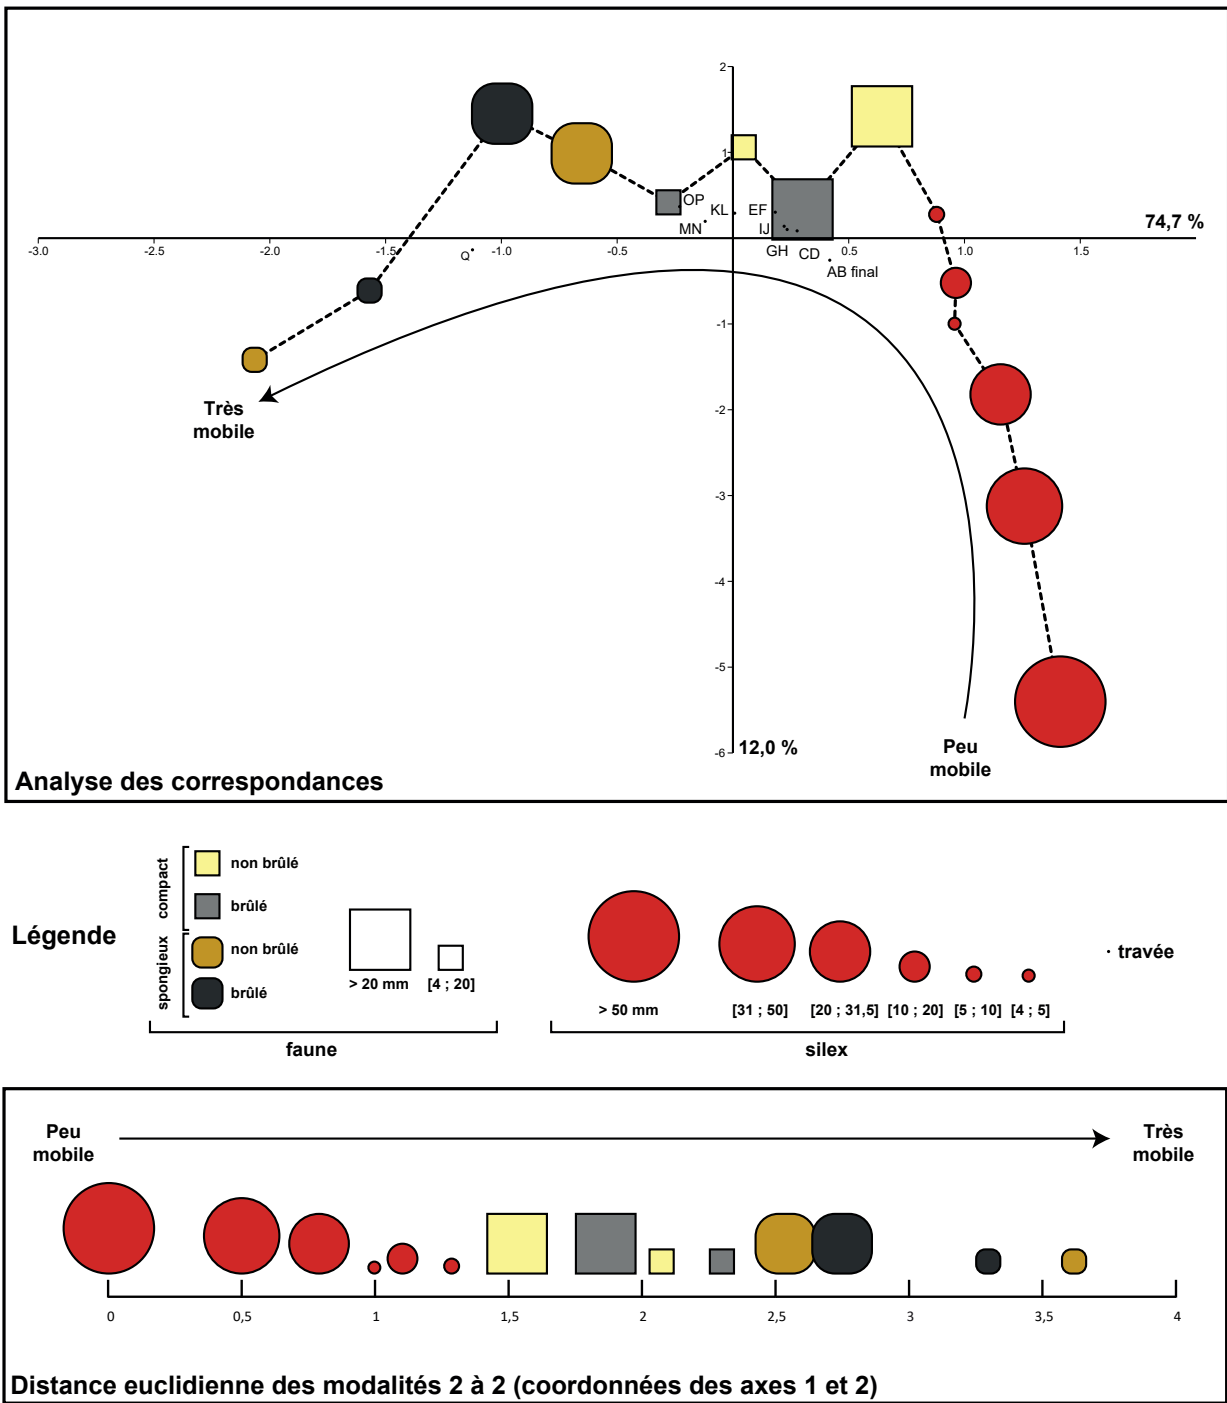 2
1
OP
KL
EF
MN
IJ
74,7 %
-3.0
-2.5
-2.0
-1.5
-1.0
-0.5
0.5
1.0
1.5
Q
GH
CD
AB final
-1
-2
-3
-4
-5
-6
Très
mobile
12,0 %
Peu
mobile
Analyse des correspondances
Légende
compact
non brûlé
brûlé
spongieux
non brûlé
brûlé
> 20 mm
[4 ; 20]
faune
> 50 mm
[31 ; 50]
[20 ; 31,5]
[10 ; 20]
[5 ; 10]
[4 ; 5]
silex
travée
Peu
mobile
Très
mobile
0
0,5
1
1,5
2
2,5
3
3,5
4
Distance euclidienne des modalités 2 à 2 (coordonnées des axes 1 et 2)